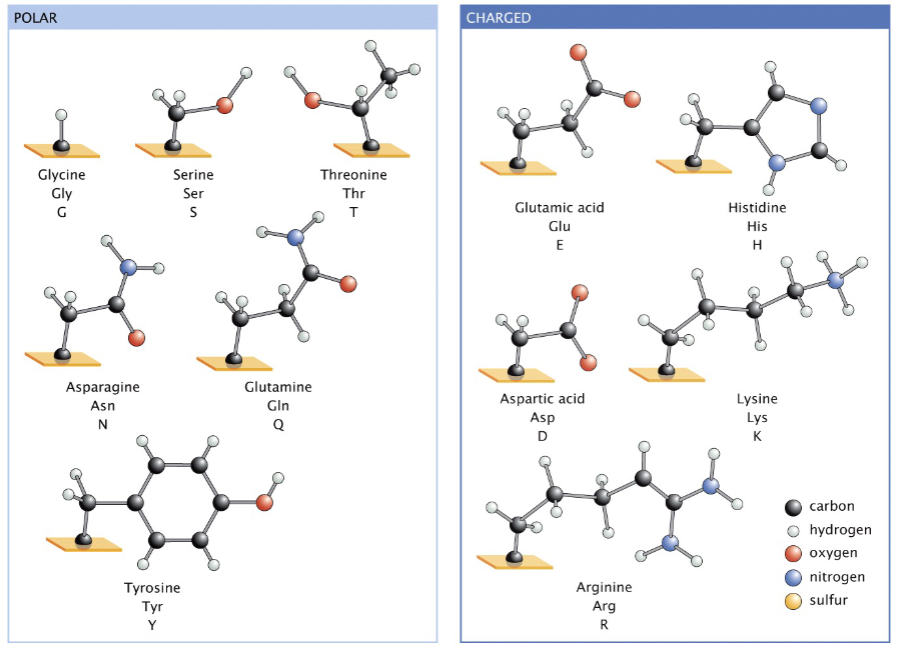 POLAR
Glycine
Gly
G
Serine
Ser
S
Threonine
Thr
T
Asparagine
Asn
N
Glutamine
Gln
Q
Tyrosine
Tyr
Y
CHARGED
Glutamic acid
Glu
E
Histidine
His
H
Aspartic acid
Asp
D
Lysine
Lys
K
Arginine
Arg
R
carbon
hydrogen
oxygen
nitrogen
sulfur